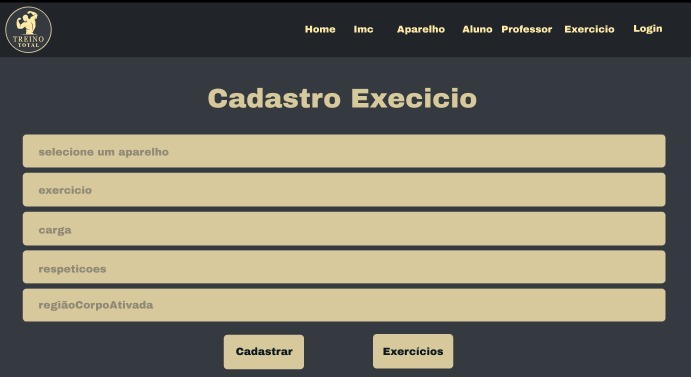 TREINO
TOTAL
Home Imc Aparelho Aluno Professor Exercicio Login
Cadastro Execicio
selecione um aparelho
exercicio
carga
respeticoes
regiãoCorpoAtivada
Cadastrar Exercícios